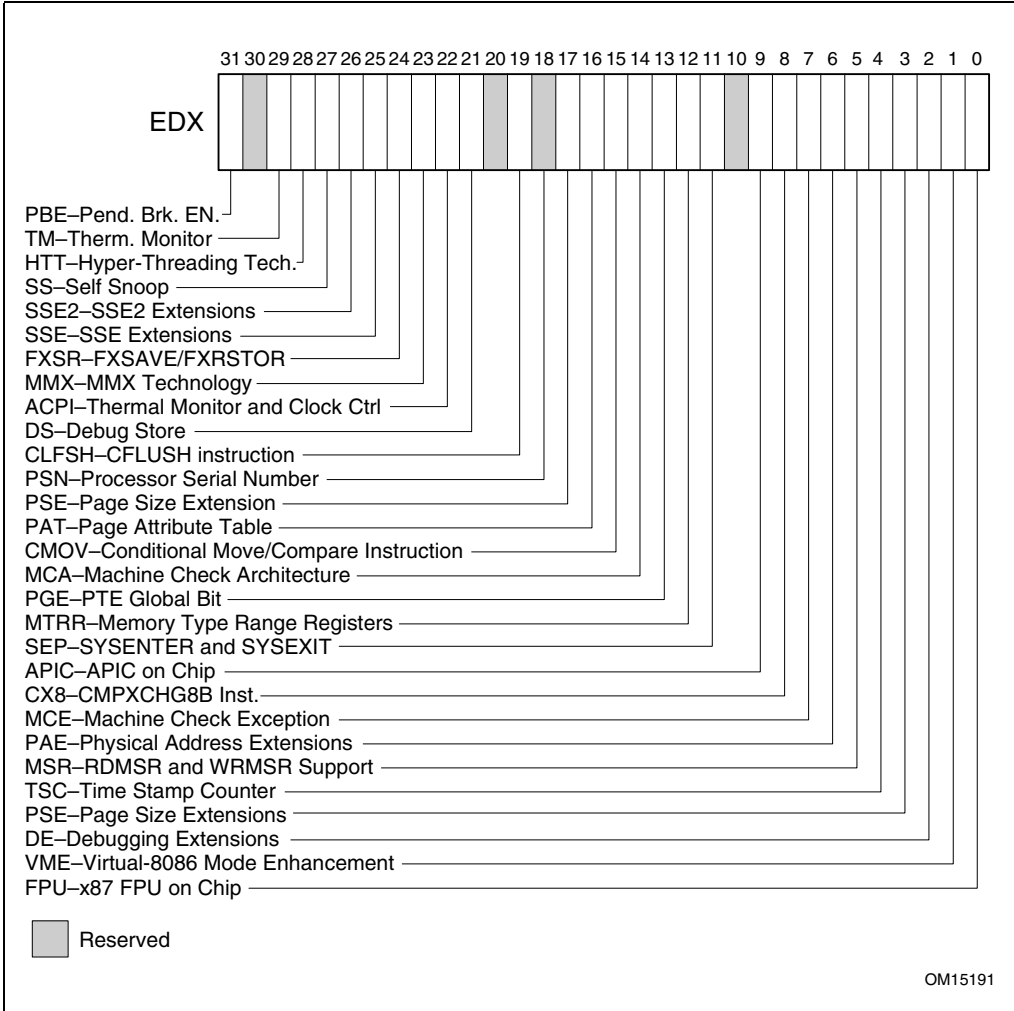 31 30 29 28 27 26 25 24 23 22 21 20 19 18 17 16 15 14 13 12 11 10 9 8 7 6 5 4 3 2 1 0
EDX
PBE–Pend. Brk. EN.
TM–Therm. Monitor
HTT–Hyper-Threading Tech.
SS–Self Snoop
SSE2–SSE2 Extensions
SSE–SSE Extensions
FXSR–FXSAVE/FXRSTOR
MMX–MMX Technology
ACPI–Thermal Monitor and Clock Ctrl
DS–Debug Store
CLFSH–CFLUSH instruction
PSN–Processor Serial Number
PSE–Page Size Extension
PAT–Page Attribute Table
CMOV–Conditional Move/Compare Instruction
MCA–Machine Check Architecture
PGE–PTE Global Bit
MTRR–Memory Type Range Registers
SEP–SYSENTER and SYSEXIT
APIC–APIC on Chip
CX8–CMPXCHG8B Inst.
MCE–Machine Check Exception
PAE–Physical Address Extensions
MSR–RDMSR and WRMSR Support
TSC–Time Stamp Counter
PSE–Page Size Extensions
DE–Debugging Extensions
VME–Virtual-8086 Mode Enhancement
FPU–x87 FPU on Chip
Reserved
OM15191